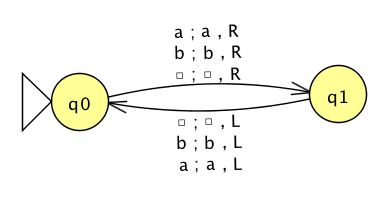 a ; a , R
b ; b , R
□ ; □ , R
q0
q1
□ ; □ , L
b ; b , L
a ; a , L